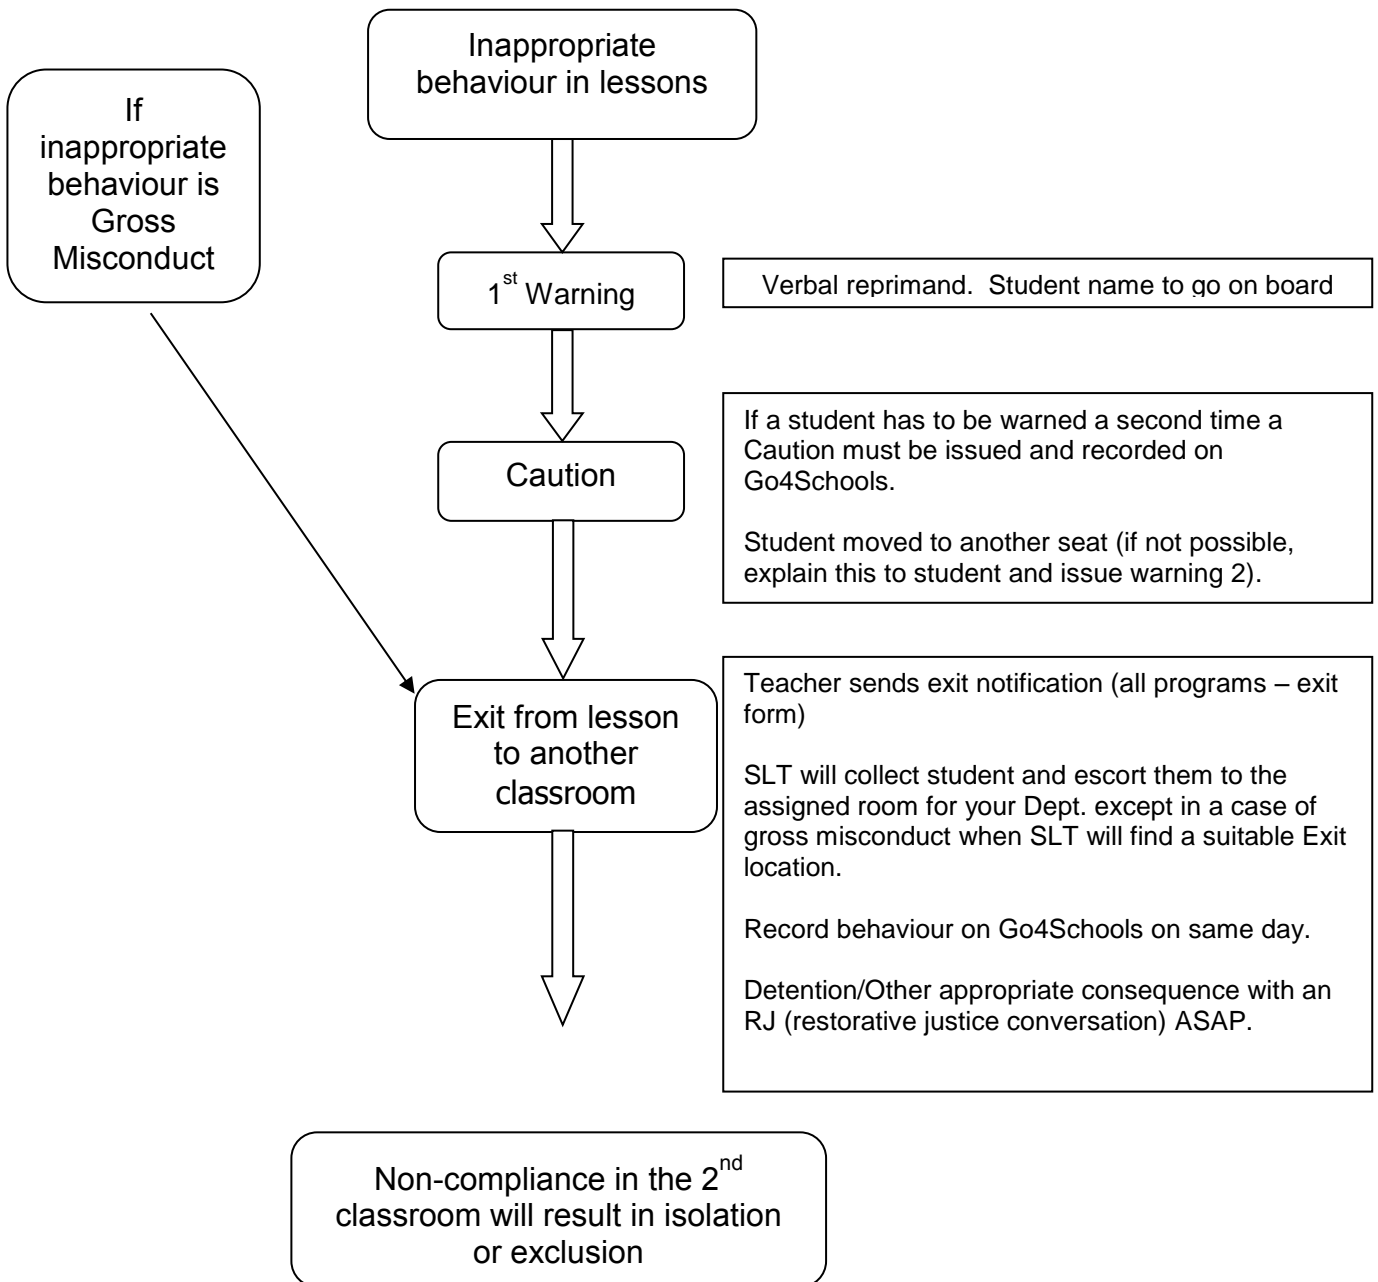 Inappropriate
behaviour in lessons
If
inappropriate
behaviour is
Gross
Misconduct
1st Warning
Verbal reprimand.  Student name to go on board
Caution
If a student has to be warned a second time a
Caution must be issued and recorded on
Go4Schools.
Student moved to another seat (if not possible,
explain this to student and issue warning 2).
Exit from lesson
to another
classroom
Teacher sends exit notification (all programs – exit
form)
SLT will collect student and escort them to the
assigned room for your Dept. except in a case of
gross misconduct when SLT will find a suitable Exit
location.
Record behaviour on Go4Schools on same day.
Detention/Other appropriate consequence with an
RJ (restorative justice conversation) ASAP.
Non-compliance in the 2nd
classroom will result in isolation
or exclusion